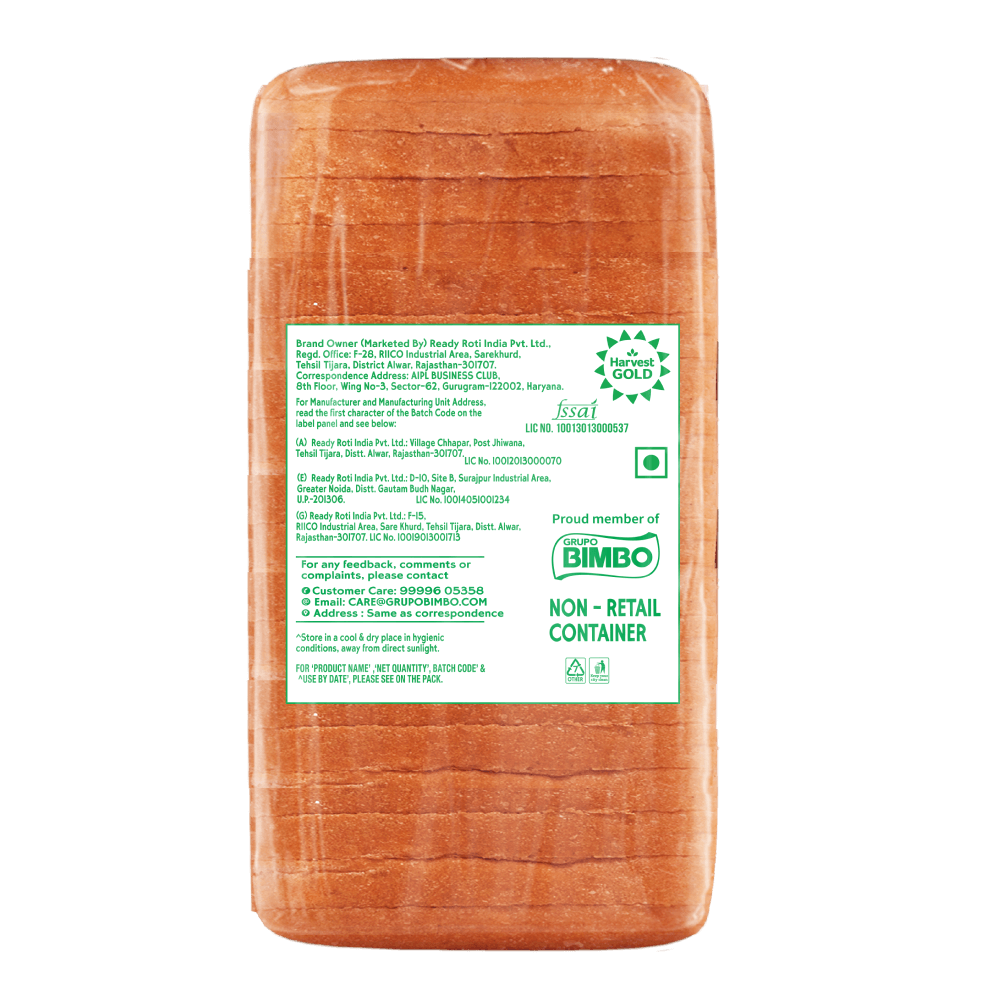 Brand Owner (Marketed By) Ready Roti India Pvt. Ltd.,
Regd. Office: F-28, RIICO Industrial Area, Sarekhurd,
Tehsil Tijara, District Alwar, Rajasthan-301707.
Correspondence Address: AIPL BUSINESS CLUB,
8th Floor, Wing No-3, Sector-62, Gurugram-122002, Haryana.
Harvest
GOLD
For Manufacturer and Manufacturing Unit Address,
read the first character of the Batch Code on the
label panel and see below:
fssai
LIC NO. 10013013000537
(A) Ready Roti India Pvt. Ltd.: Village Chhapar, Post Jhiwana,
Tehsil Tijara, Distt. Alwar, Rajasthan-301707.
LIC No. 10012013000070
(E) Ready Roti India Pvt. Ltd.: D-10, Site B, Surajpur Industrial Area,
Greater Noida, Distt. Gautam Budh Nagar,
U.P.-201306. LIC No. 10014051001234
(G) Ready Roti India Pvt. Ltd.: F-15,
RIICO Industrial Area, Sare Khurd, Tehsil Tijara, Distt. Alwar,
Rajasthan-301707. LIC No. 10019013001713
Proud member of
GRUPO
BIMBO
For any feedback, comments or
complaints, please contact
Customer Care: 99996 05358
Email: CARE@GRUPOBIMBO.COM
Address : Same as correspondence
NON - RETAIL
CONTAINER
^Store in a cool & dry place in hygienic
conditions, away from direct sunlight.
FOR 'PRODUCT NAME' ,'NET QUANTITY', BATCH CODE' &
^USE BY DATE', PLEASE SEE ON THE PACK.
7
OTHER
Keep your
city clean